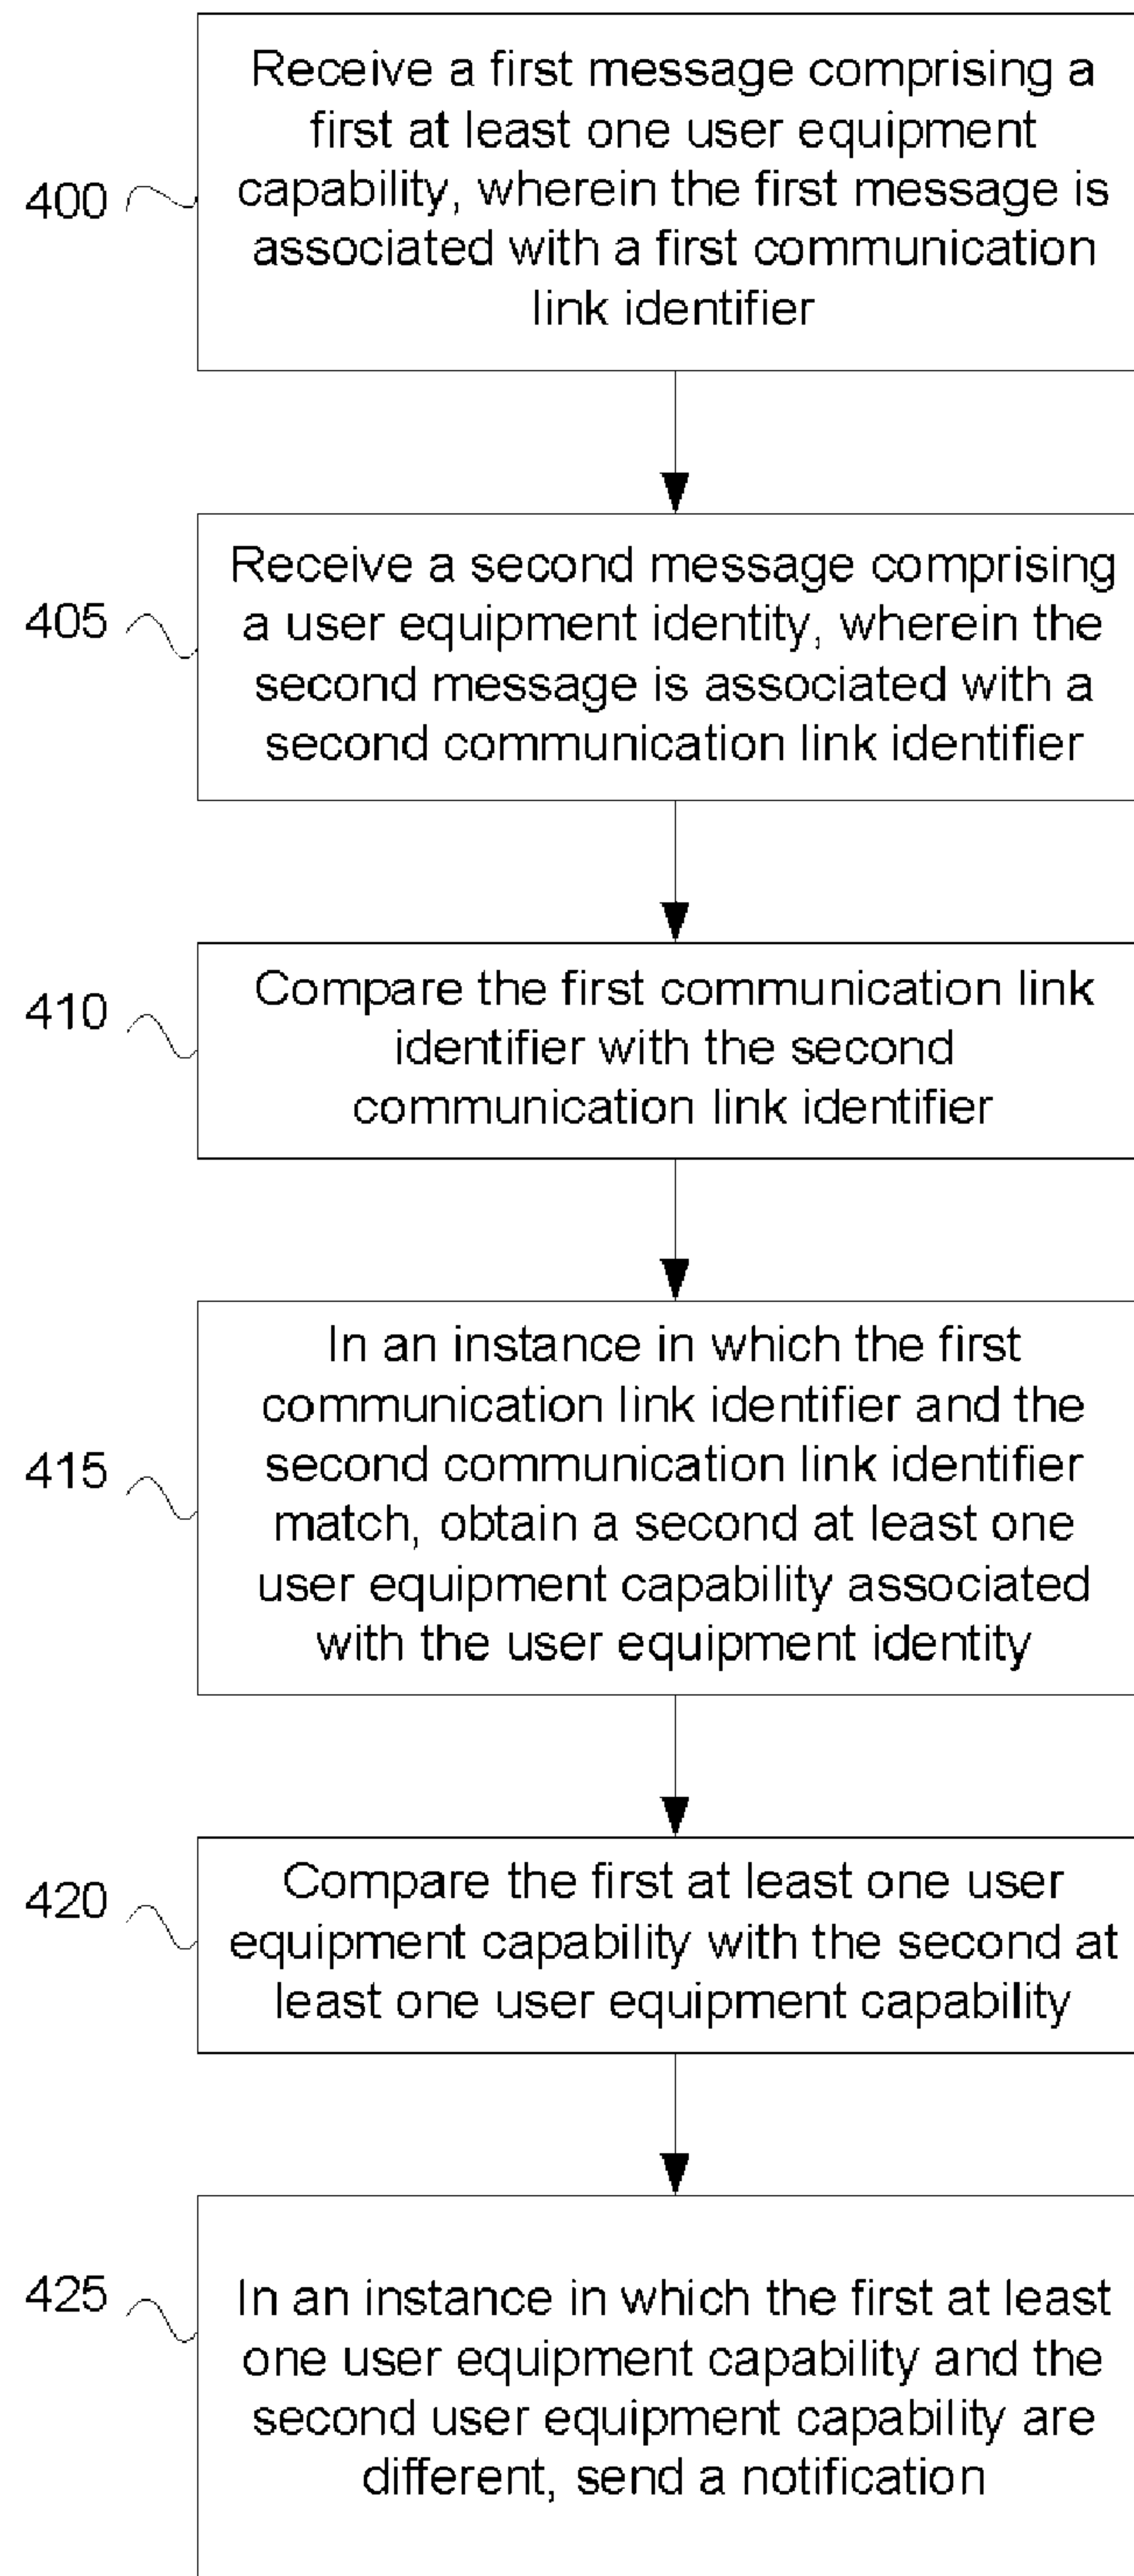 Receive a first message comprising a
first at least one user equipment
400
capability, wherein the first message is
associated with a first communication
link identifier
Receive a second message comprising
405
a user equipment identity, wherein the
second message is associated with a
second communication link identifier
410
Compare the first communication link
identifier with the second
communication link identifier
In an instance in which the first
communication link identifier and the
415
second communication link identifier
match, obtain a second at least one
user equipment capability associated
with the user equipment identity
420
Compare the first at least one user
equipment capability with the second at
least one user equipment capability
425
In an instance in which the first at least
one user equipment capability and the
second user equipment capability are
different, send a notification